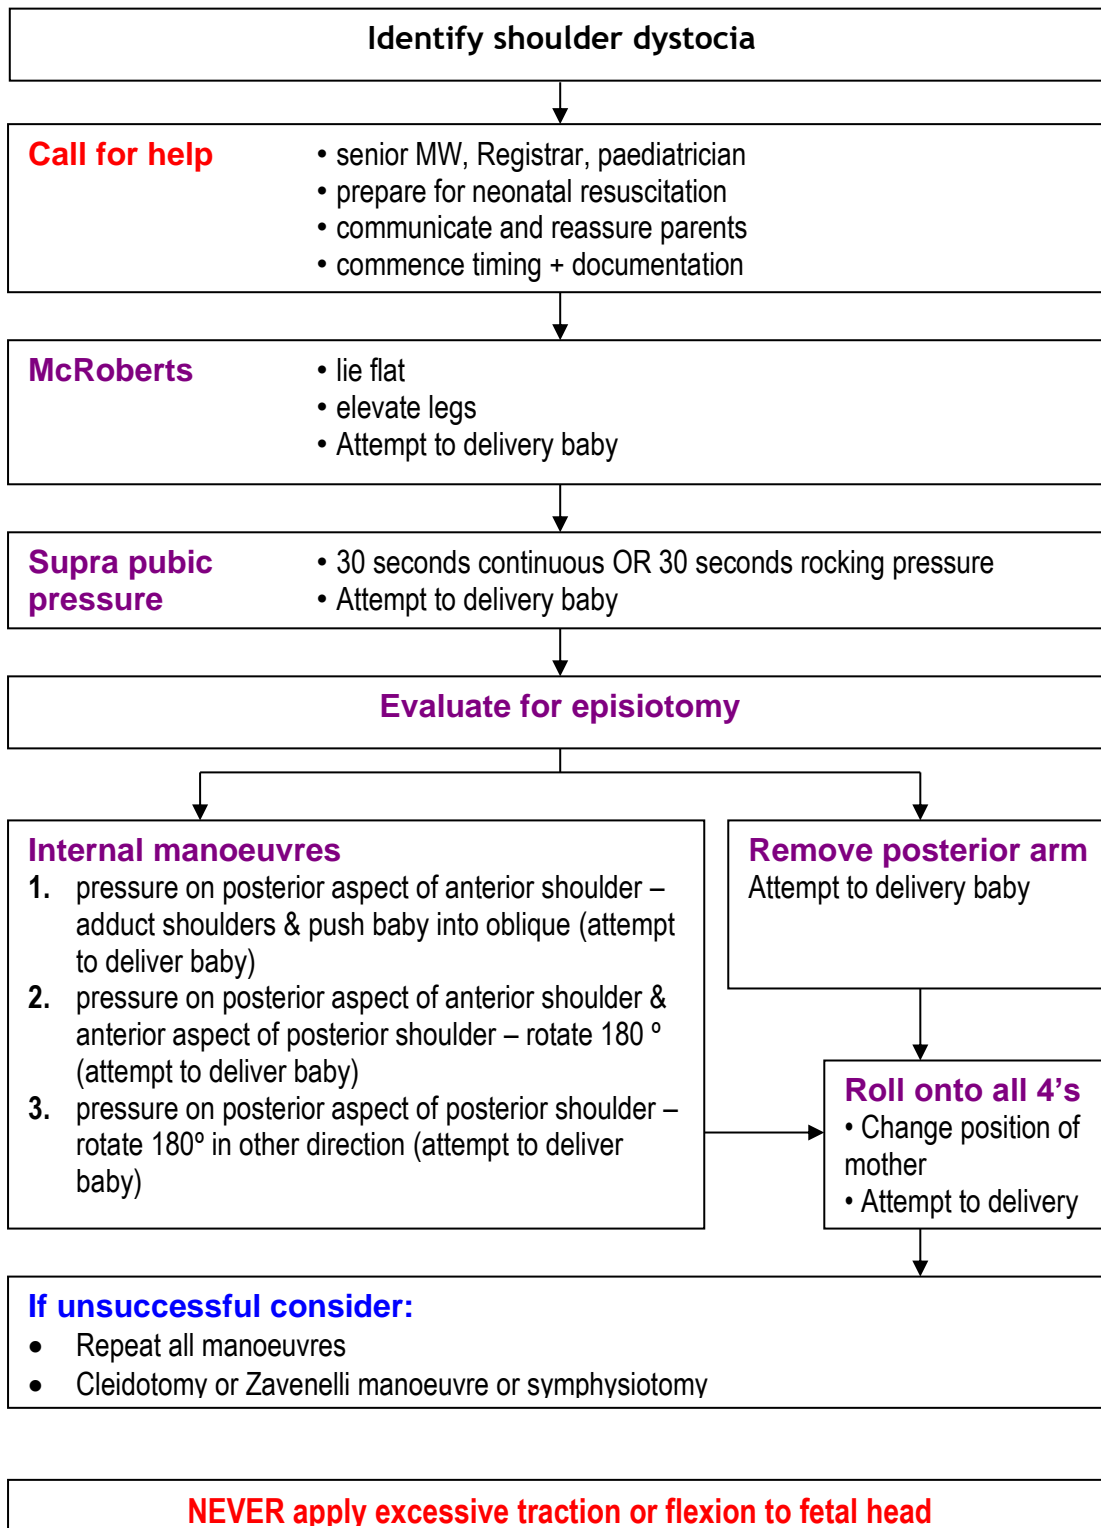 Identify shoulder dystocia
Call for help
• senior MW, Registrar, paediatrician
• prepare for neonatal resuscitation
• communicate and reassure parents
• commence timing + documentation
McRoberts
• lie flat
• elevate legs
• Attempt to delivery baby
Supra pubic
pressure
• 30 seconds continuous OR 30 seconds rocking pressure
• Attempt to delivery baby
Evaluate for episiotomy
Internal manoeuvres
1. pressure on posterior aspect of anterior shoulder –
adduct shoulders & push baby into oblique (attempt
to deliver baby)
2. pressure on posterior aspect of anterior shoulder &
anterior aspect of posterior shoulder – rotate 180 º
(attempt to deliver baby)
3. pressure on posterior aspect of posterior shoulder –
rotate 180º in other direction (attempt to deliver
baby)
Remove posterior arm
Attempt to delivery baby
Roll onto all 4's
• Change position of
mother
• Attempt to delivery
If unsuccessful consider:
• Repeat all manoeuvres
• Cleidotomy or Zavenelli manoeuvre or symphysiotomy
NEVER apply excessive traction or flexion to fetal head